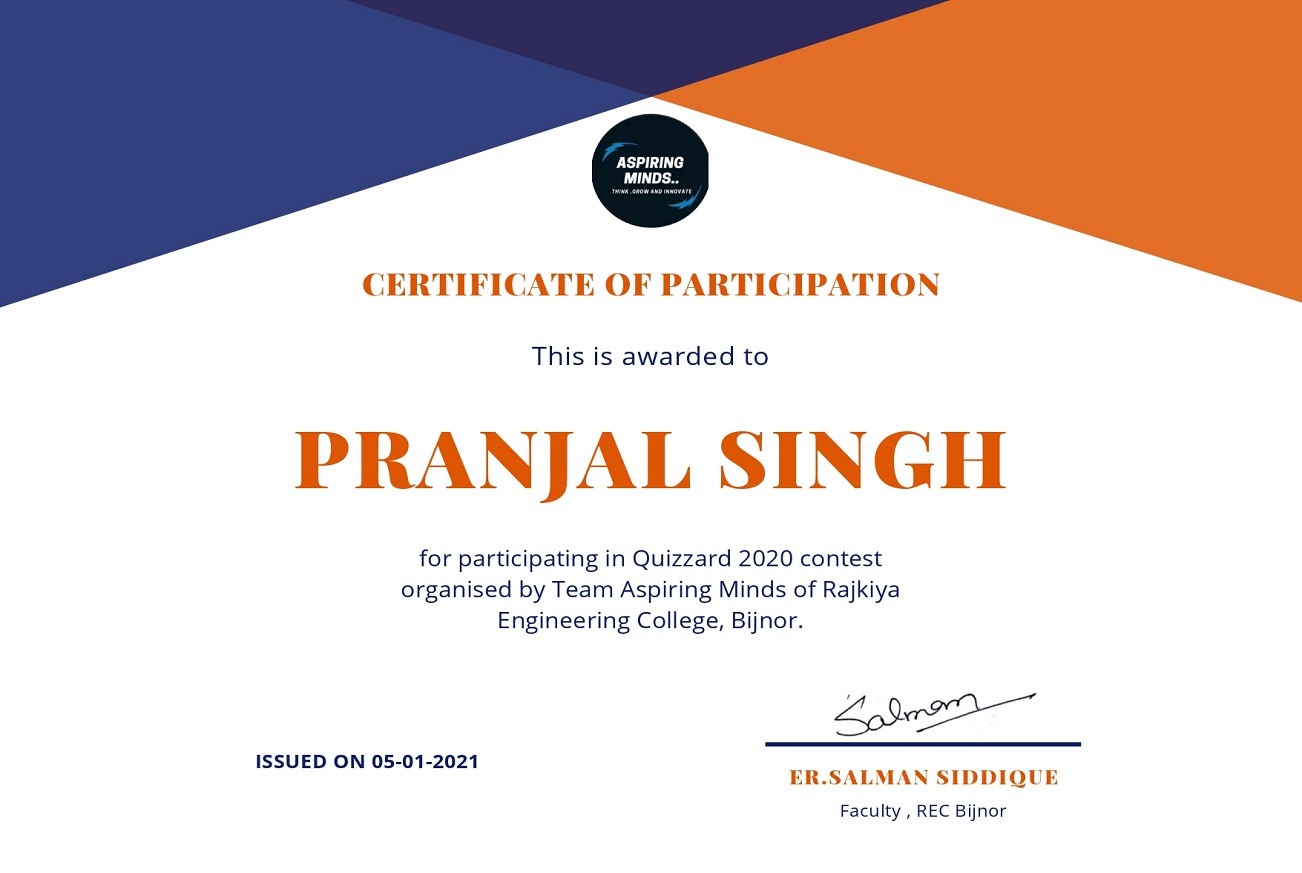 ASPIRING
MINDS..
THINK ,GROW AND INNOVATE
CERTIFICATE OF PARTICIPATION
This is awarded to
PRANJAL SINGH
for participating in Quizzard 2020 contest
organised by Team Aspiring Minds of Rajkiya
Engineering College, Bijnor.
Salman
ISSUED ON 05-01-2021
ER.SALMAN SIDDIQUE
Faculty , REC Bijnor